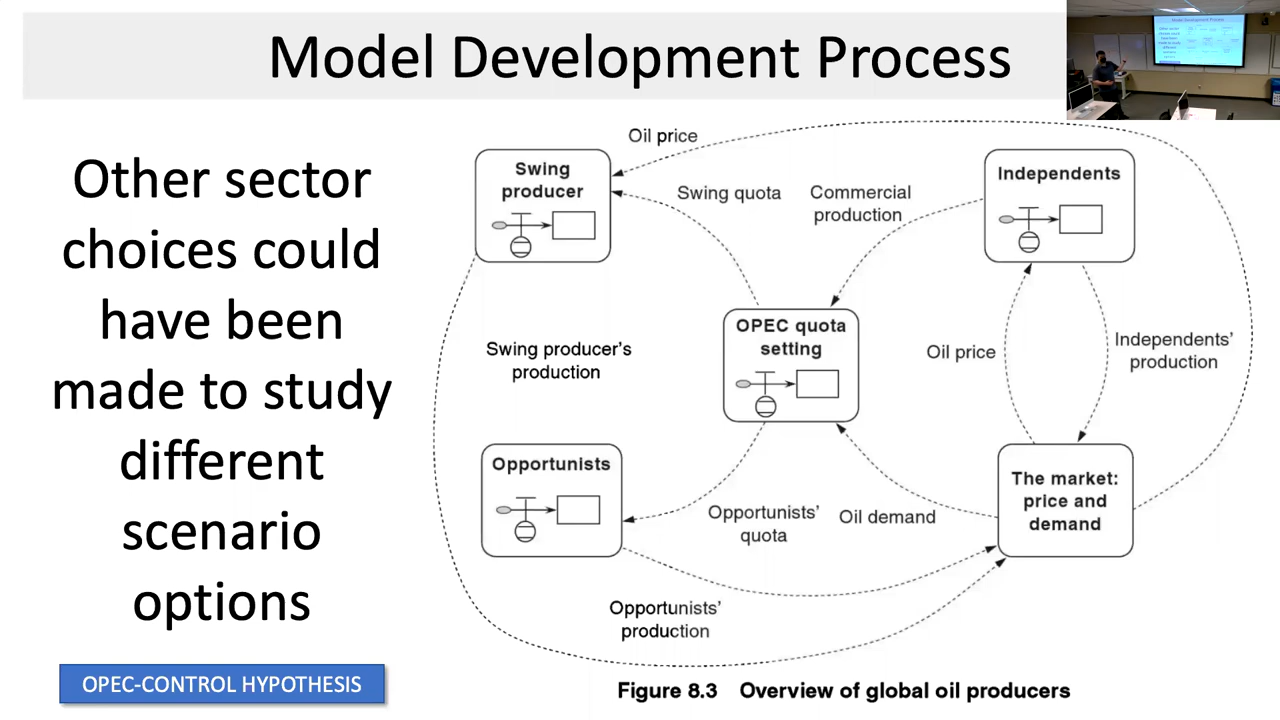 Model Development Process
Other sector
choices could
have been
made to study
different
scenario
options
OPEC-CONTROL HYPOTHESIS
Oil price
Swing
producer
Swing quota
Commercial
production
Independents
OPEC quota
setting
Swing producer's
production
Oil price
Independents'
production
Opportunists
Opportunists'
quota
Oil demand
The market:
price and
demand
Opportunists'
production
Figure 8.3 Overview of global oil producers